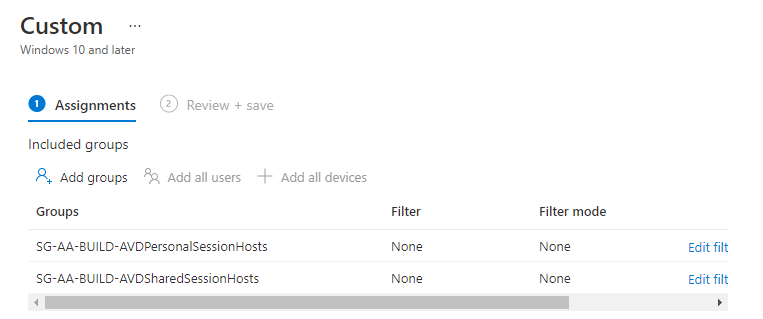 Custom ...
Windows 10 and later
1 Assignments 2 Review + save
Included groups
Add groups Add all users Add all devices
Groups Filter Filter mode
SG-AA-BUILD-AVDPersonalSessionHosts None None Edit filt
SG-AA-BUILD-AVDSharedSessionHosts None None Edit filt